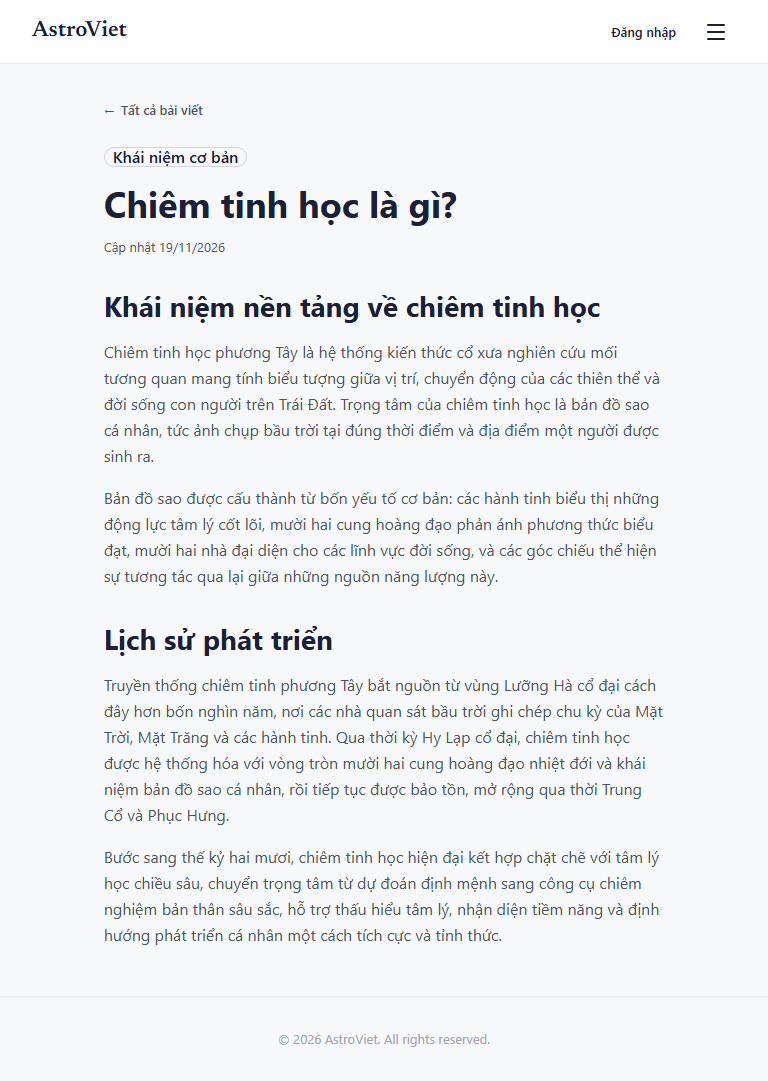 AstroViet
Đăng nhập
← Tất cả bài viết
Khái niệm cơ bản
Chiêm tinh học là gì?
Cập nhật 19/11/2026
Khái niệm nền tảng về chiêm tinh học
Chiêm tinh học phương Tây là hệ thống kiến thức cổ xưa nghiên cứu mối
tương quan mang tính biểu tượng giữa vị trí, chuyển động của các thiên thể và
đời sống con người trên Trái Đất. Trọng tâm của chiêm tinh học là bản đồ sao
cá nhân, tức ảnh chụp bầu trời tại đúng thời điểm và địa điểm một người được
sinh ra.
Bản đồ sao được cấu thành từ bốn yếu tố cơ bản: các hành tinh biểu thị những
động lực tâm lý cốt lõi, mười hai cung hoàng đạo phản ánh phương thức biểu
đạt, mười hai nhà đại diện cho các lĩnh vực đời sống, và các góc chiếu thể hiện
sự tương tác qua lại giữa những nguồn năng lượng này.
Lịch sử phát triển
Truyền thống chiêm tinh phương Tây bắt nguồn từ vùng Lưỡng Hà cổ đại cách
đây hơn bốn nghìn năm, nơi các nhà quan sát bầu trời ghi chép chu kỳ của Mặt
Trời, Mặt Trăng và các hành tinh. Qua thời kỳ Hy Lạp cổ đại, chiêm tinh học
được hệ thống hóa với vòng tròn mười hai cung hoàng đạo nhiệt đới và khái
niệm bản đồ sao cá nhân, rồi tiếp tục được bảo tồn, mở rộng qua thời Trung
Cổ và Phục Hưng.
Bước sang thế kỷ hai mươi, chiêm tinh học hiện đại kết hợp chặt chẽ với tâm lý
học chiều sâu, chuyển trọng tâm từ dự đoán định mệnh sang công cụ chiêm
nghiệm bản thân sâu sắc, hỗ trợ thấu hiểu tâm lý, nhận diện tiềm năng và định
hướng phát triển cá nhân một cách tích cực và tỉnh thức.
© 2026 AstroViet. All rights reserved.